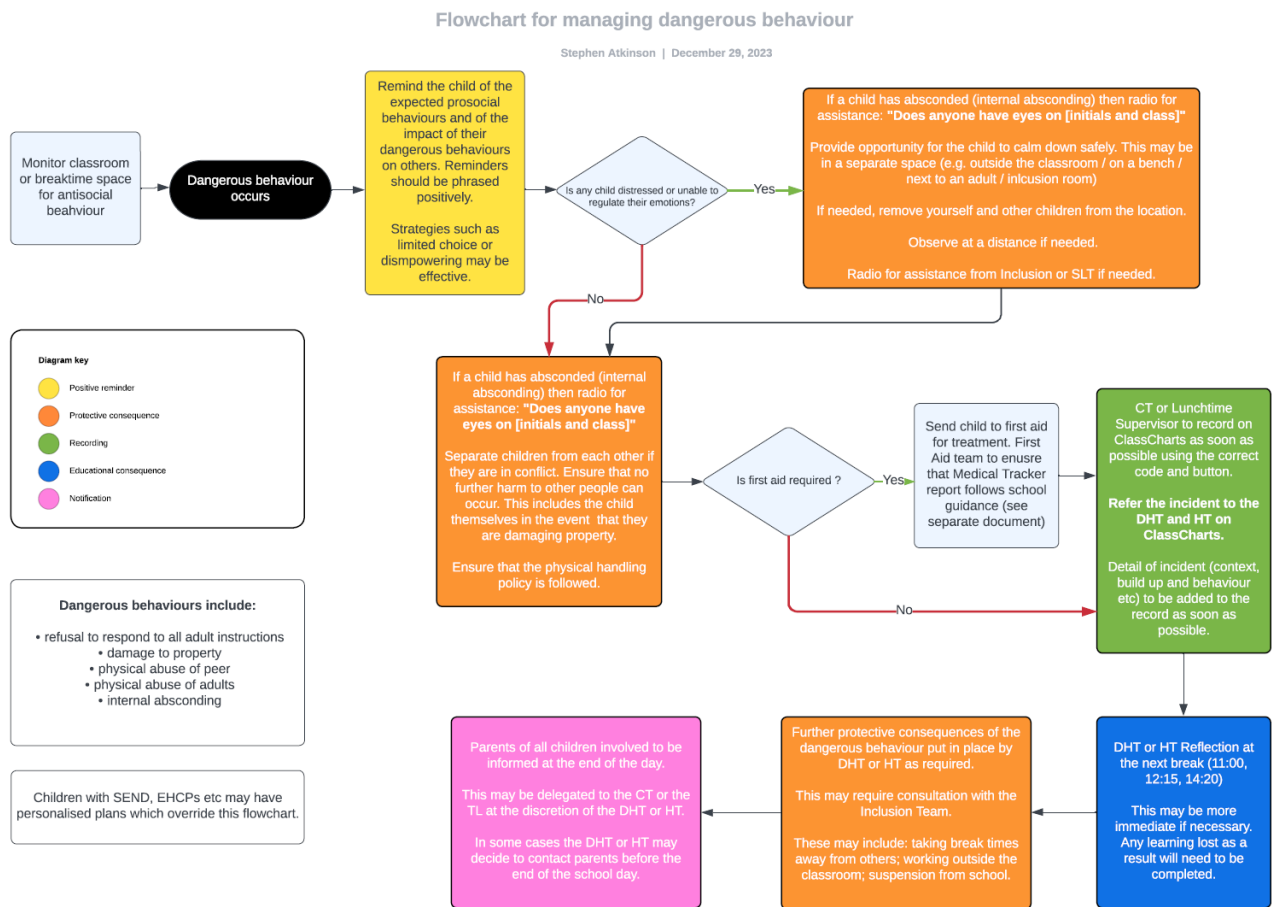 Flowchart for managing dangerous behaviour
Stephen Atkinson | December 29, 2023
Monitor classroom
or breaktime space
for antisocial
beahviour
Dangerous behaviour
occurs
Remind the child of the
expected prosocial
behaviours and of the
impact of their
dangerous behaviours
on others. Reminders
should be phrased
positively.
Strategies such as
limited choice or
dismpowering may be
effective.
Is any child distressed or unable to
regulate their emotions?
Yes
No
If a child has absconded (internal absconding) then radio for
assistance: "Does anyone have eyes on [initials and class]"
Provide opportunity for the child to calm down safely. This may be
in a separate space (e.g. outside the classroom / on a bench /
next to an adult / inlcusion room)
If needed, remove yourself and other children from the location.
Observe at a distance if needed.
Radio for assistance from Inclusion or SLT if needed.
Diagram key
Positive reminder
Protective consequence
Recording
Educational consequence
Notification
If a child has absconded (internal
absconding) then radio for
assistance: "Does anyone have
eyes on [initials and class]"
Separate children from each other if
they are in conflict. Ensure that no
further harm to other people can
occur. This includes the child
themselves in the event that they
are damaging property.
Ensure that the physical handling
policy is followed.
Is first aid required ?
Yes
No
Send child to first aid
for treatment. First
Aid team to enusre
that Medical Tracker
report follows school
guidance (see
separate document)
CT or Lunchtime
Supervisor to record on
ClassCharts as soon as
possible using the correct
code and button.
Refer the incident to the
DHT and HT on
ClassCharts.
Detail of incident (context,
build up and behaviour
etc) to be added to the
record as soon as
possible.
Dangerous behaviours include:
• refusal to respond to all adult instructions
• damage to property
• physical abuse of peer
• physical abuse of adults
• internal absconding
Children with SEND, EHCPs etc may have
personalised plans which override this flowchart.
DHT or HT Reflection at
the next break (11:00,
12:15, 14:20)
This may be more
immediate if necessary.
Any learning lost as a
result will need to be
completed.
Further protective consequences of the
dangerous behaviour put in place by
DHT or HT as required.
This may require consultation with the
Inclusion Team.
These may include: taking break times
away from others; working outside the
classroom; suspension from school.
Parents of all children involved to be
informed at the end of the day.
This may be delegated to the CT or the
TL at the discretion of the DHT or HT.
In some cases the DHT or HT may
decide to contact parents before the
end of the school day.